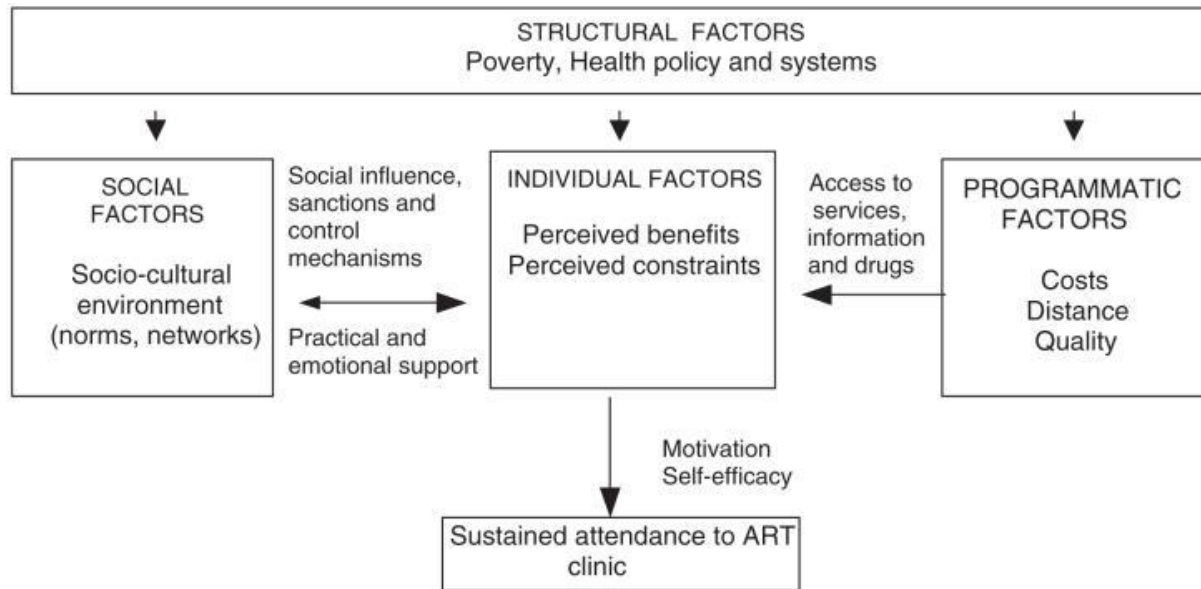 STRUCTURAL FACTORS
Poverty, Health policy and systems
SOCIAL
FACTORS
Socio-cultural
environment
(norms, networks)
Social influence,
sanctions and
control
mechanisms
Practical and
emotional support
INDIVIDUAL FACTORS
Perceived benefits
Perceived constraints
Access to
services,
information
and drugs
PROGRAMMATIC
FACTORS
Costs
Distance
Quality
Motivation
Self-efficacy
Sustained attendance to ART
clinic